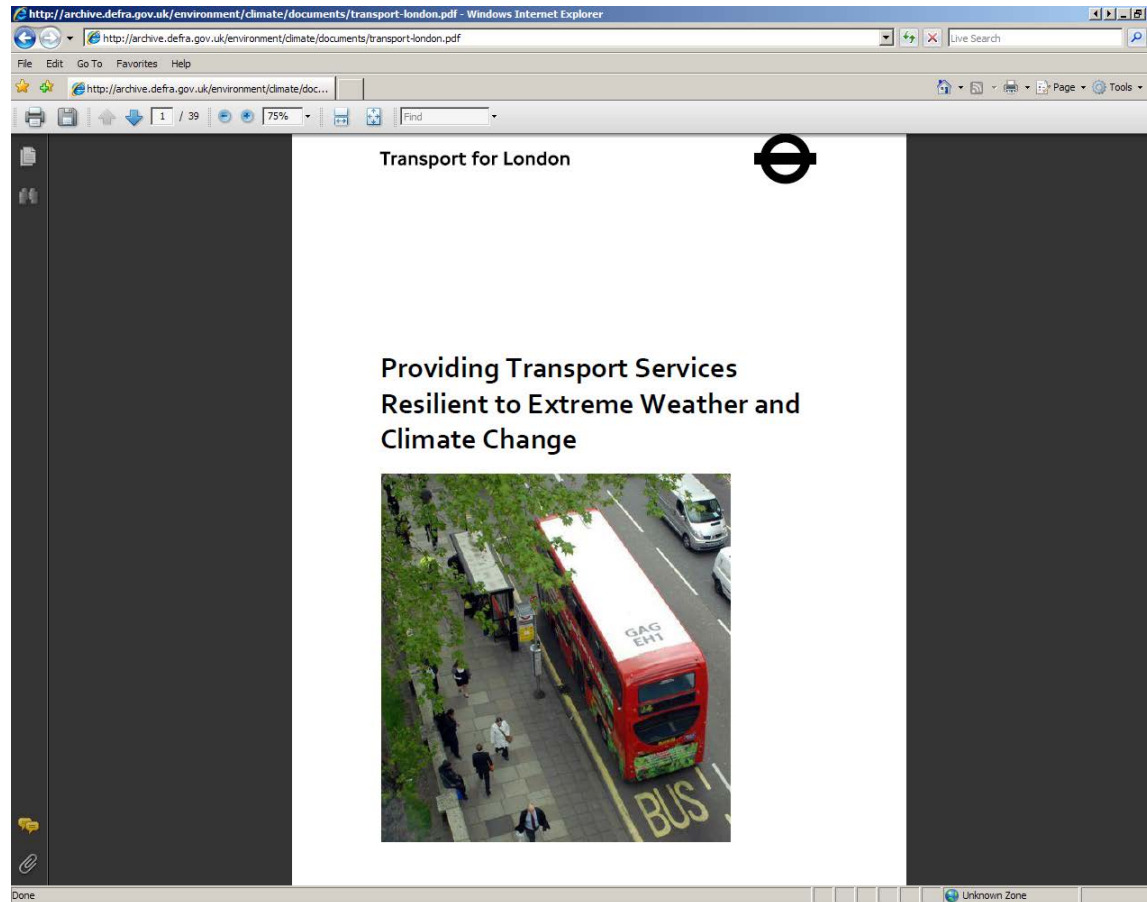 http://archive.defra.gov.uk/environment/climate/documents/transport-london.pdf - Windows Internet Explorer
http://archive.defra.gov.uk/environment/climate/documents/transport-london.pdf
Live Search
File Edit Go To Favorites Help
http://archive.defra.gov.uk/environment/climate/doc...
Page Tools
1 / 39 75% Find
Transport for London
Providing Transport Services
Resilient to Extreme Weather and
Climate Change
GAG
EH1
BUS
Done
Unknown Zone